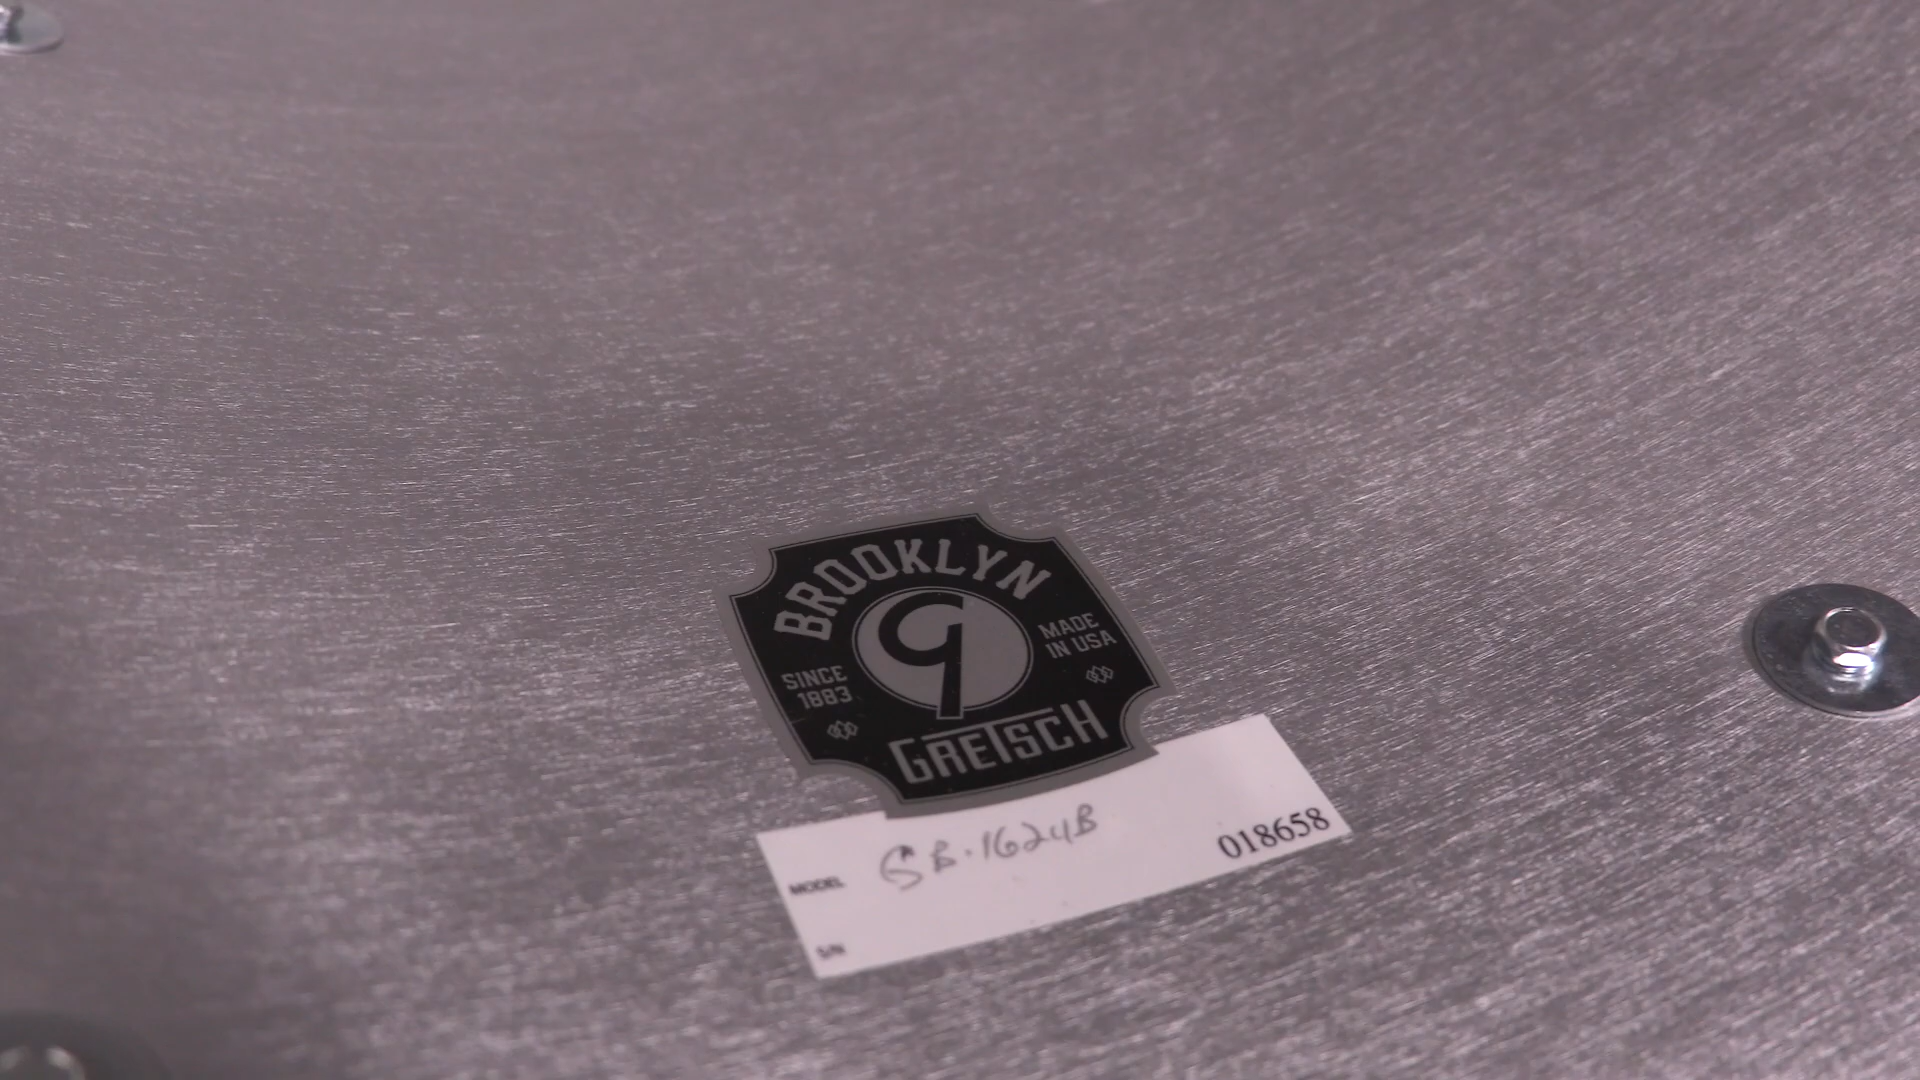 BROOKLYN
G
MADE
IN USA
SINCE
1883
GRETSCH
MODEL GB-1624B
018658
S/N